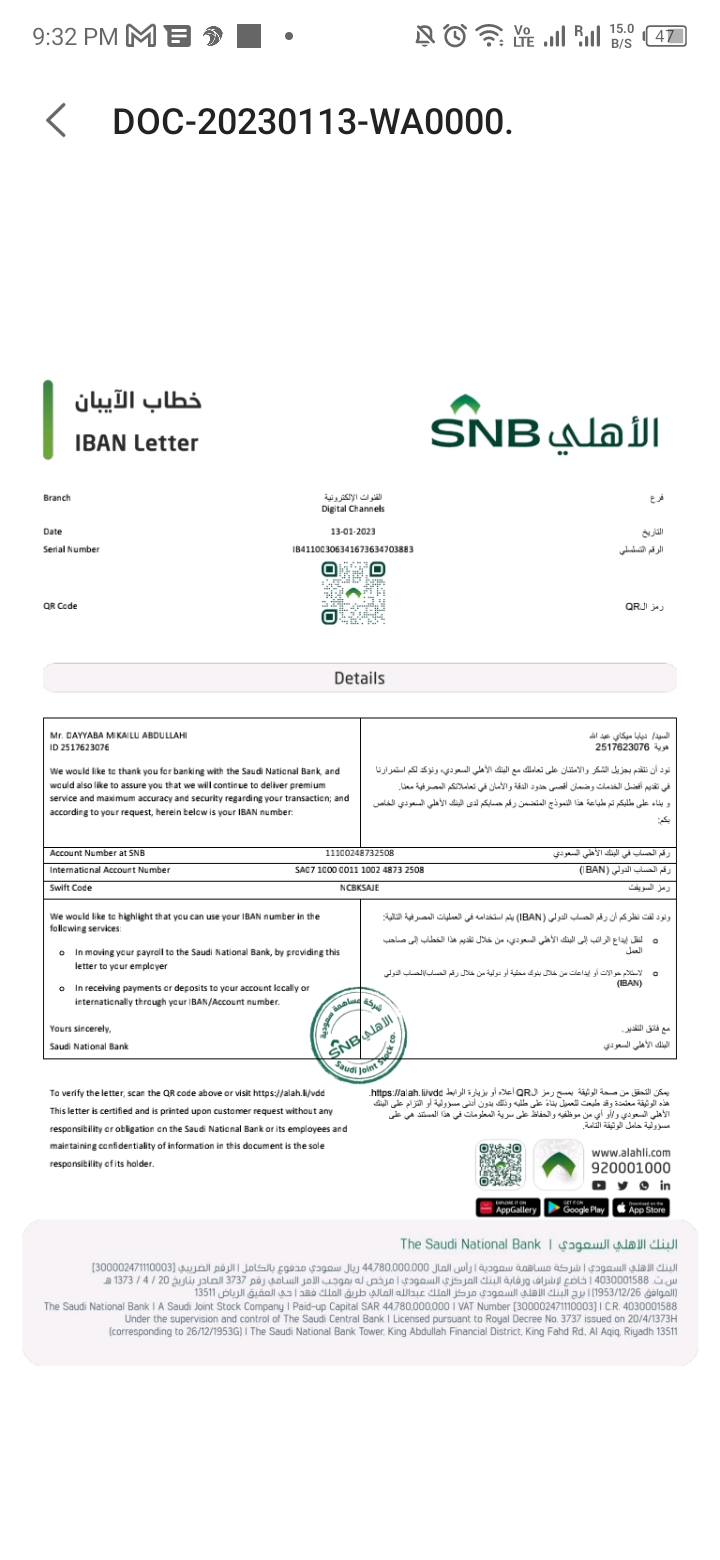 9:32 PM
Vo LTE R 15.0 B/S 47
DOC-20230113-WA0000.
خطاب الآيبان
IBAN Letter
SNB الأهلي
Branch القنوات الإلكترونية فرع
Digital Channels
Date 13-01-2023 التاريخ
Serial Number IB41100306341673634703883 الرقم التسلسلي
QR Code رمز الـQR
Details
Mr. DAYYABA MIKAILU ABDULLAHI
ID 2517623076
We would like to thank you for banking with the Saudi National Bank, and
would also like to assure you that we will continue to deliver premium
service and maximum accuracy and security regarding your transaction; and
according to your request, herein below is your IBAN number:
السيد/ ديابا ميكاي عبد الله
هوية 2517623076
نود أن نتقدم بجزيل الشكر والامتنان على تعاملك مع البنك الأهلي السعودي، ونؤكد لكم استمرارنا
في تقديم أفضل الخدمات وضمان أقصى حدود الدقة والأمان في تعاملاتكم المصرفية معنا.
و بناء على طلبكم تم طباعة هذا النموذج المتضمن رقم حسابكم لدى البنك الأهلي السعودي الخاص
بكم:
Account Number at SNB 11100248732508 رقم الحساب في البنك الأهلي السعودي
International Account Number SA07 1000 0011 1002 4873 2508 رقم الحساب الدولي (IBAN)
Swift Code NCBKSAJE رمز السويفت
We would like to highlight that you can use your IBAN number in the
following services:
o In moving your payroll to the Saudi National Bank, by providing this
letter to your employer
o In receiving payments or deposits to your account locally or
internationally through your IBAN/Account number.
Yours sincerely,
Saudi National Bank
ونود لفت نظركم أن رقم الحساب الدولي (IBAN) يتم استخدامه في العمليات المصرفية التالية:
o لنقل إيداع الراتب إلى البنك الأهلي السعودي، من خلال تقديم هذا الخطاب إلى صاحب
العمل
o لاستلام حوالات أو إيداعات من خلال بنوك محلية أو دولية من خلال رقم الحساب/الحساب الدولي
(IBAN)
مع فائق التقدير.
البنك الأهلي السعودي
شركة مساهمة سعودية
SNB الأهلي
Saudi Joint Stock Co.
To verify the letter, scan the QR code above or visit https://alah.li/vdd
This letter is certified and is printed upon customer request without any
responsibility or obligation on the Saudi National Bank or its employees and
maintaining confidentiality of information in this document is the sole
responsibility of its holder.
يمكن التحقق من صحة الوثيقة بمسح رمز الـQR أعلاه أو بزيارة الرابط https://alah.li/vdd.
هذه الوثيقة معتمدة وقد طبعت للعميل بناءً على طلبه وذلك بدون أدنى مسؤولية أو التزام على البنك
الأهلي السعودي و/أو أي من موظفيه والحفاظ على سرية المعلومات في هذا المستند هي على
مسؤولية حامل الوثيقة التامة.
www.alahli.com
920001000
EXPLORE IT ON AppGallery GET IT ON Google Play Download on the App Store
The Saudi National Bank | البنك الأهلي السعودي
البنك الأهلي السعودي | شركة مساهمة سعودية | رأس المال 44,780,000,000 ريال سعودي مدفوع بالكامل | الرقم الضريبي [300002471110003]
س.ت. 4030001588 | خاضع لإشراف ورقابة البنك المركزي السعودي | مرخص له بموجب الأمر السامي رقم 3737 الصادر بتاريخ 20 / 4 / 1373 هـ
(الموافق 1953/12/26) | برج البنك الأهلي السعودي مركز الملك عبدالله المالي طريق الملك فهد | حي العقيق الرياض 13511
The Saudi National Bank | A Saudi Joint Stock Company | Paid-up Capital SAR 44,780,000,000 | VAT Number [300002471110003] | C.R. 4030001588
Under the supervision and control of The Saudi Central Bank | Licensed pursuant to Royal Decree No. 3737 issued on 20/4/1373H
(corresponding to 26/12/1953G) | The Saudi National Bank Tower, King Abdullah Financial District, King Fahd Rd, Al Aqiq, Riyadh 13511